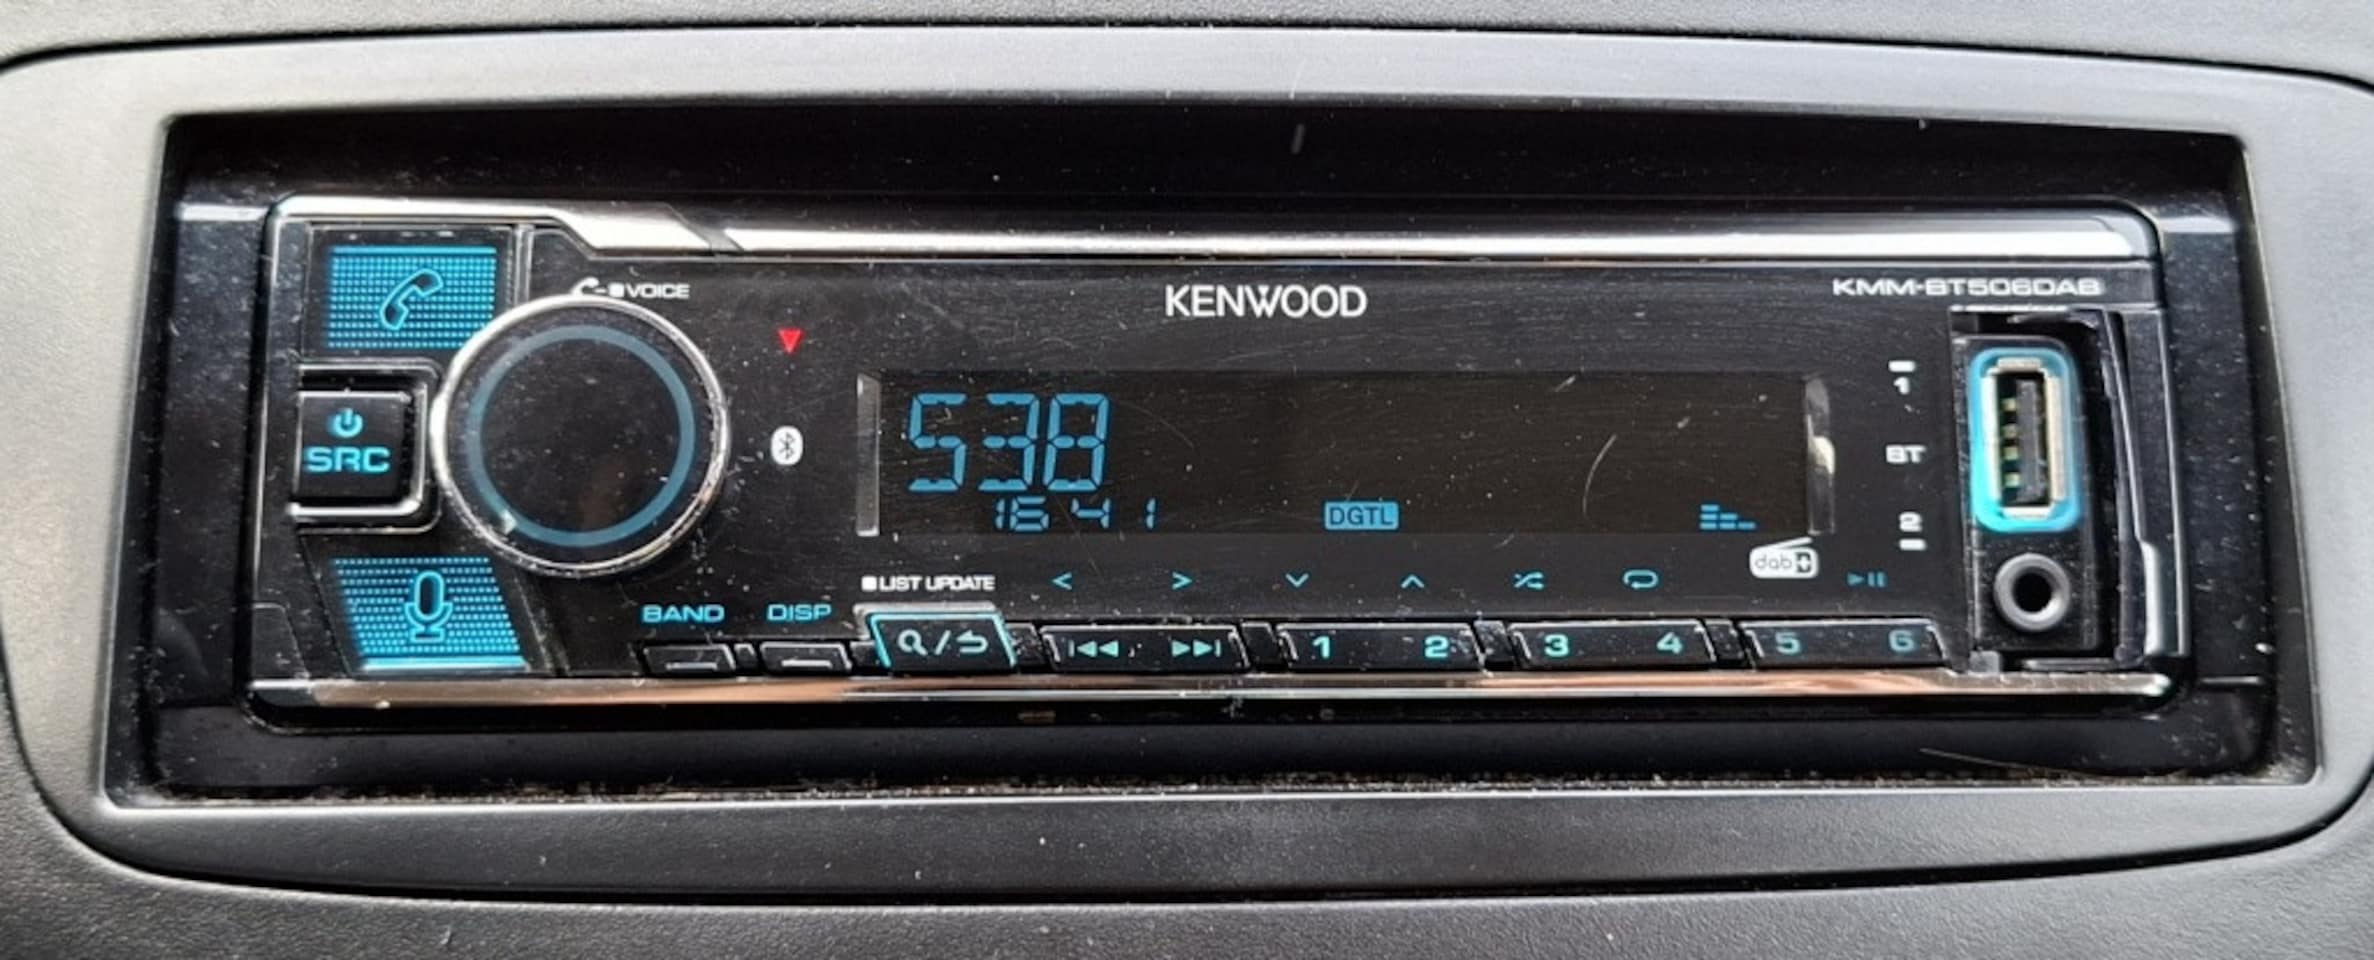 VOICE
KENWOOD
KMM-BT506DAB
SRC
538
16 41
DGTL
1
BT
2
LIST UPDATE
dab+
BAND
DISP
1
2
3
4
5
6